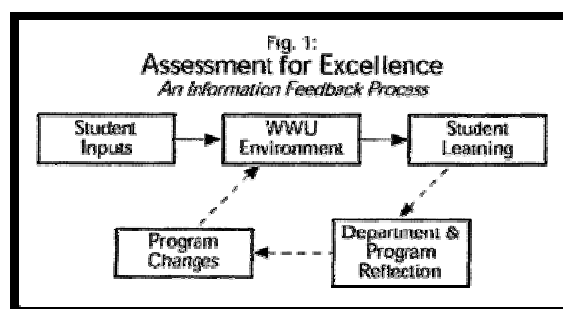 Fig. 1:
Assessment for Excellence
An Information Feedback Process
Student
Inputs
WWU
Environment
Student
Learning
Program
Changes
Department &
Program
Reflection